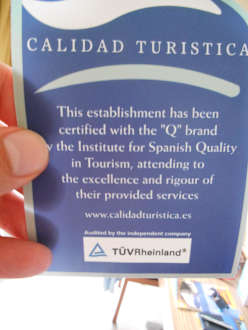 CALIDAD TURISTICA
This establishment has been
certified with the "Q" brand
the Institute for Spanish Quality
in Tourism, attending to
the excellence and rigour of
their provided services
www.calidadturistica.es
Audited by the independent company
TÜVRheinland®